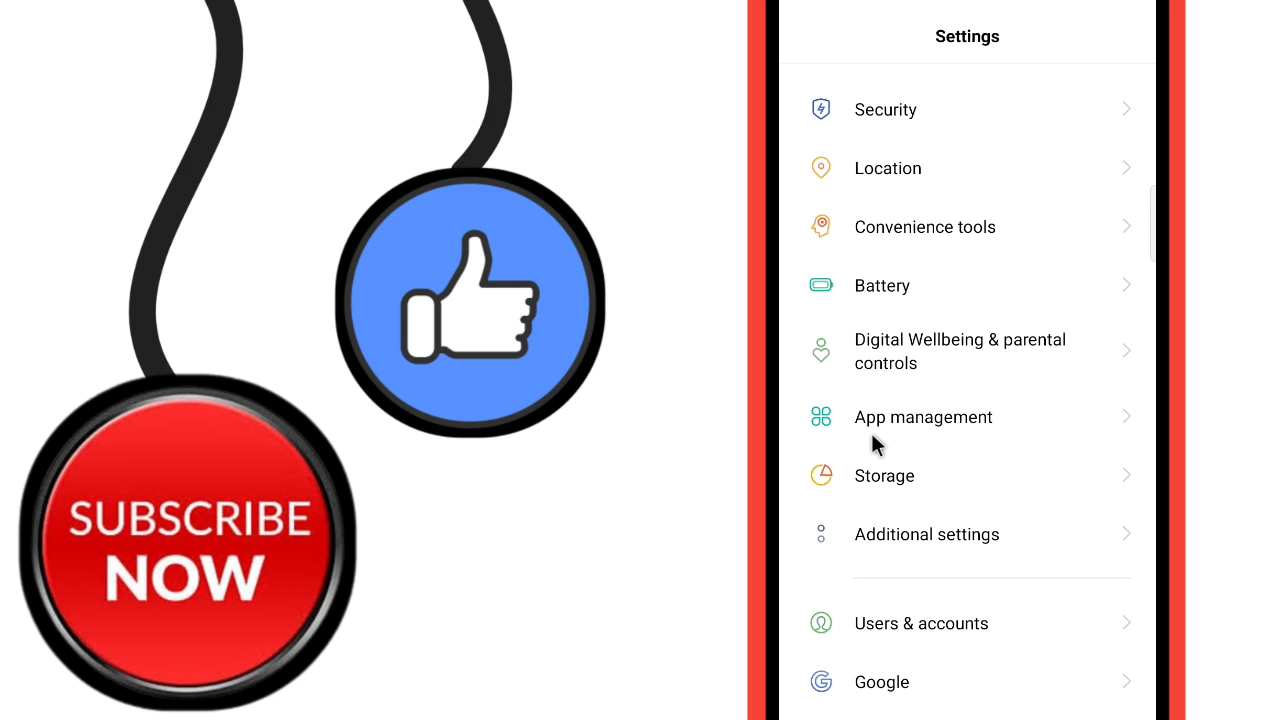 SUBSCRIBE
NOW
Settings
Security
Location
Convenience tools
Battery
Digital Wellbeing & parental
controls
App management
Storage
Additional settings
Users & accounts
Google